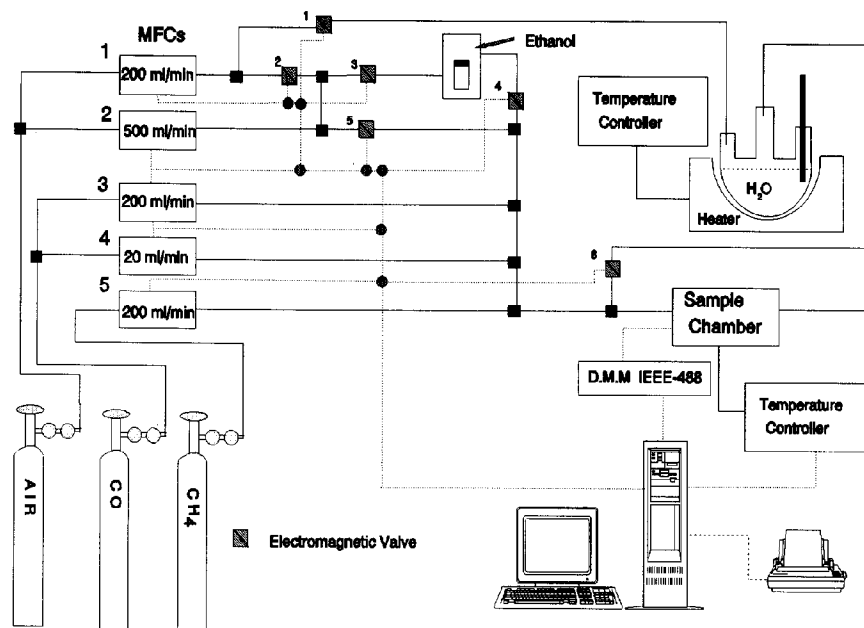 MFCs
1
200 ml/min
2
500 ml/min
3
200 ml/min
4
20 ml/min
5
200 ml/min
1
2
3
4
5
6
Ethanol
Temperature
Controller
H₂O
Heater
Sample
Chamber
D.M.M IEEE-488
Temperature
Controller
AIR
CO
CH4
Electromagnetic Valve